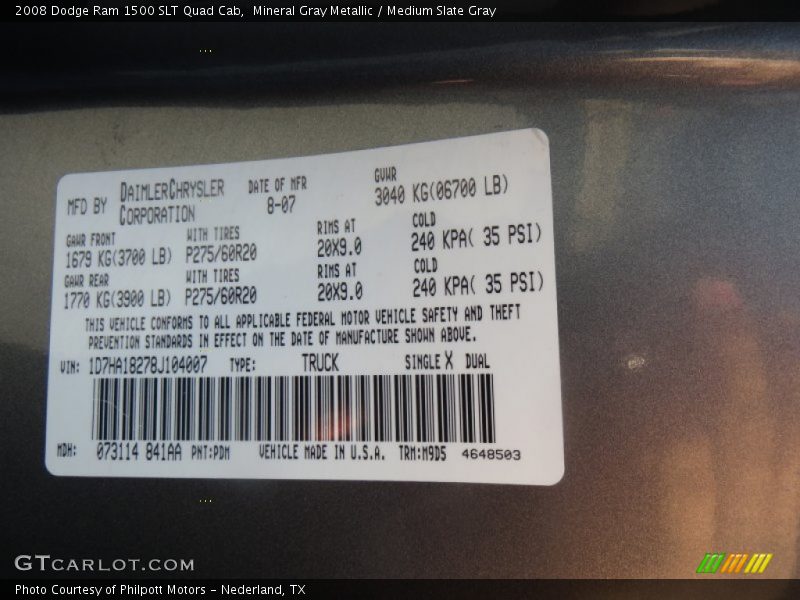 2008 Dodge Ram 1500 SLT Quad Cab,  Mineral Gray Metallic / Medium Slate Gray
MFD BY DAIMLERCHRYSLER CORPORATION DATE OF MFR 8-07 GVWR 3040 KG(06700 LB)
GAWR FRONT WITH TIRES RIMS AT COLD
1679 KG(3700 LB) P275/60R20 20X9.0 240 KPA( 35 PSI)
GAWR REAR WITH TIRES RIMS AT COLD
1770 KG(3900 LB) P275/60R20 20X9.0 240 KPA( 35 PSI)
THIS VEHICLE CONFORMS TO ALL APPLICABLE FEDERAL MOTOR VEHICLE SAFETY AND THEFT
PREVENTION STANDARDS IN EFFECT ON THE DATE OF MANUFACTURE SHOWN ABOVE.
VIN: 1D7HA18278J104007 TYPE: TRUCK SINGLE X DUAL
MDH: 073114 841AA PNT:PDM VEHICLE MADE IN U.S.A. TRM:M9D5 4648503
GTCARLOT.COM
Photo Courtesy of Philpott Motors – Nederland, TX